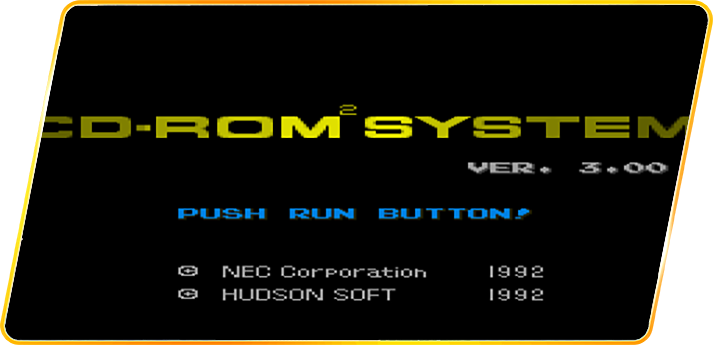 CD-ROM² SYSTEM
VER. 3.00
PUSH RUN BUTTON!
© NEC Corporation 1992
© HUDSON SOFT 1992